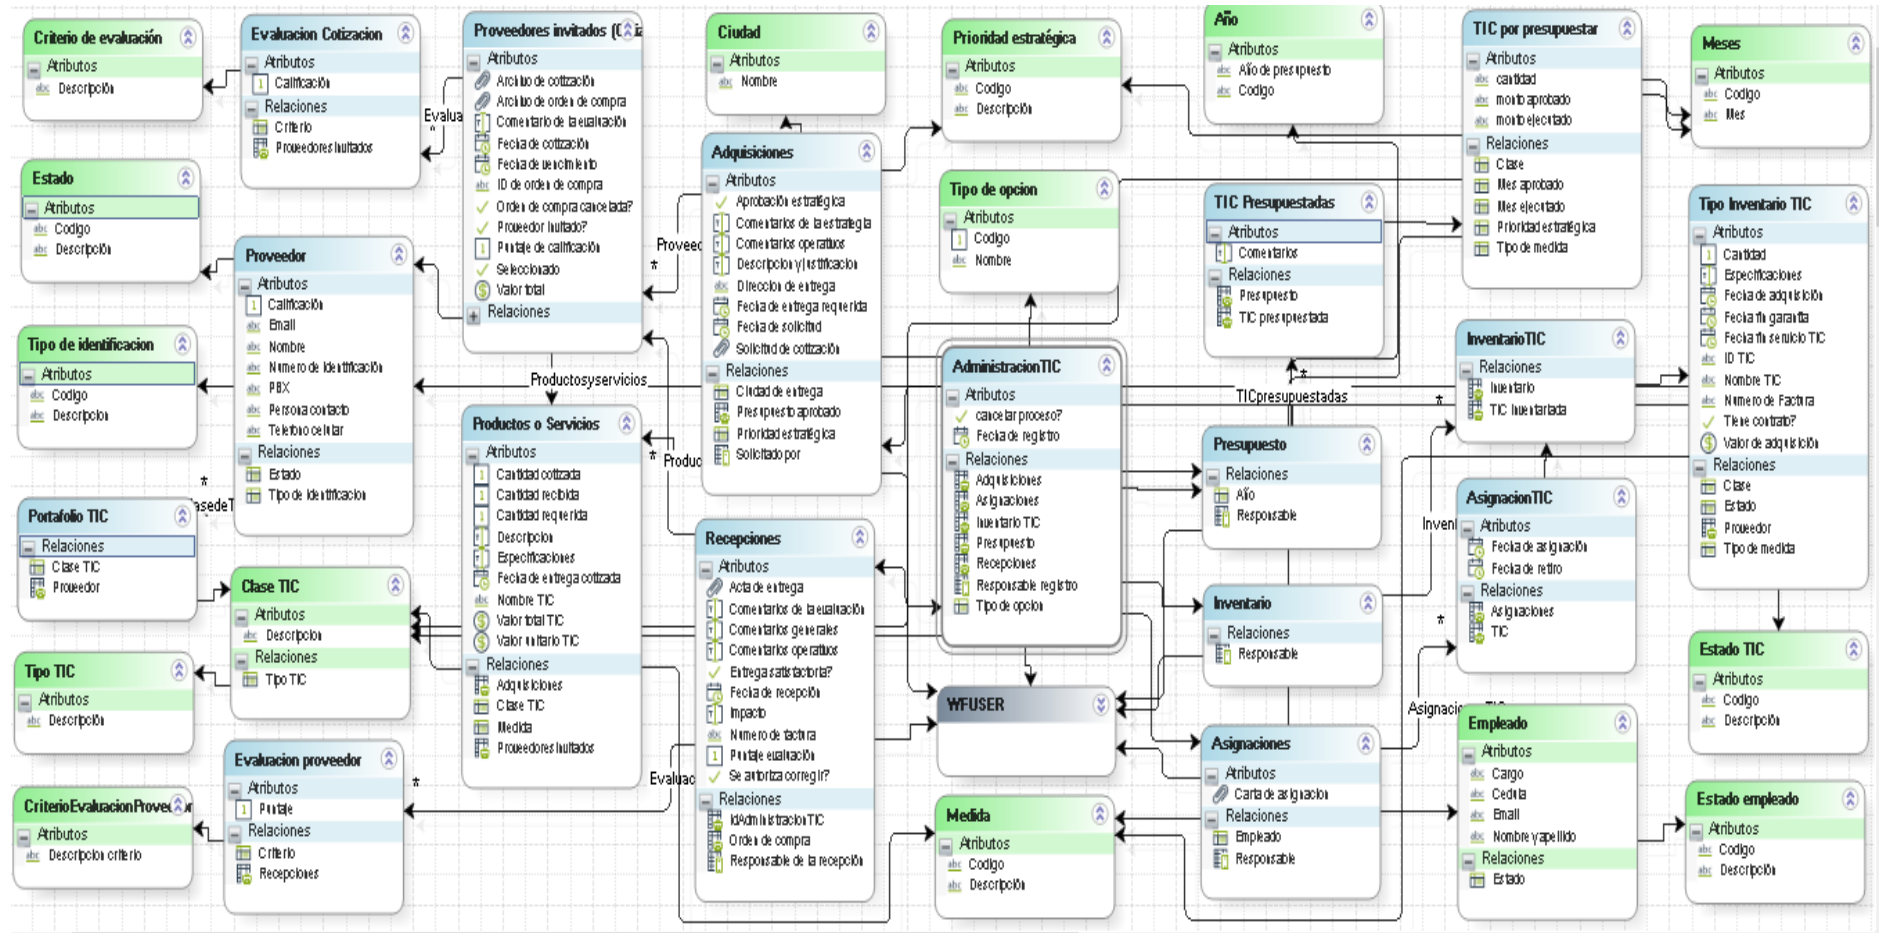 Criterio de evaluación
Atributos
Descripción
Evaluacion Cotizacion
Atributos
Calificación
Relaciones
Criterio
Proveedores Invitados
Proveedores invitados (C
Atributos
Archivo de cotización
Archivo de orden de compra
Comentario de la evaluación
Fecha de cotización
Fecha de vencimiento
ID de orden de compra
Orden de compra cancelada?
Proveedor Invitado?
Puntaje de calificación
Seleccionado
Valor total
Relaciones
Ciudad
Atributos
Nombre
Prioridad estratégica
Atributos
Codigo
Descripción
Año
Atributos
Año de presupuesto
Codigo
TIC por presupuestar
Atributos
cantidad
monto aprobado
monto ejecutado
Relaciones
Clase
Mes aprobado
Mes ejecutado
Prioridad estratégica
Tipo de medida
Meses
Atributos
Codigo
Mes
Estado
Atributos
Codigo
Descripción
Proveedor
Atributos
Calificación
Email
Nombre
Numero de identificación
PBX
Persona contacto
Telefono celular
Relaciones
Estado
Tipo de identificacion
Adquisiciones
Atributos
Aprobación estratégica
Comentarios de la estrategia
Comentarios operativos
Descripcion y justificacion
Direccion de entrega
Fecha de entrega requerida
Fecha de solicitud
Solicitud de cotización
Relaciones
Ciudad de entrega
Presupuesto aprobado
Prioridad estratégica
Solicitado por
Tipo de opcion
Atributos
Codigo
Nombre
TIC Presupuestadas
Atributos
Comentarios
Relaciones
Presupuesto
TIC presupuestada
Tipo Inventario TIC
Atributos
Cantidad
Especificaciones
Fecha de adquisición
Fecha fin garantia
Fecha fin servicio TIC
ID TIC
Nombre TIC
Numero de Factura
Tiene contrato?
Valor de adquisición
Relaciones
Clase
Estado
Proveedor
Tipo de medida
Tipo de identificacion
Atributos
Codigo
Descripcion
AdministracionTIC
Atributos
cancelar proceso?
Fecha de registro
Relaciones
Adquisiciones
Asignaciones
Inventario TIC
Presupuesto
Recepciones
Responsable registro
Tipo de opcion
InventarioTIC
Relaciones
Inventario
TIC Inventariada
Productos o Servicios
Atributos
Cantidad cotizada
Cantidad recibida
Cantidad requerida
Descripcion
Especificaciones
Fecha de entrega cotizada
Nombre TIC
Valor total TIC
Valor unitario TIC
Relaciones
Adquisiciones
Clase TIC
Medida
Proveedores Invitados
Presupuesto
Relaciones
Año
Responsable
AsignacionTIC
Atributos
Fecha de asignación
Fecha de retiro
Relaciones
Asignaciones
TIC
Portafolio TIC
Relaciones
Clase TIC
Proveedor
Clase TIC
Atributos
Descripcion
Relaciones
Tipo TIC
Recepciones
Atributos
Acta de entrega
Comentarios de la evaluación
Comentarios generales
Comentarios operativos
Entrega satisfactoria?
Fecha de recepción
Impacto
Numero de factura
Puntaje evaluación
Se autoriza corregir?
Relaciones
IdAdministracionTIC
Orden de compra
Responsable de la recepción
Inventario
Relaciones
Responsable
Tipo TIC
Atributos
Descripción
WFUSER
Estado TIC
Atributos
Codigo
Descripción
Asignaciones
Atributos
Carta de asignacion
Relaciones
Empleado
Responsable
Empleado
Atributos
Cargo
Cedula
Email
Nombre y apellido
Relaciones
Estado
Evaluacion proveedor
Atributos
Puntaje
Relaciones
Criterio
Recepciones
CriterioEvaluacionProveedor
Atributos
Descripcion criterio
Medida
Atributos
Codigo
Descripción
Estado empleado
Atributos
Codigo
Descripción
Evalua
*
Proveed
*
Productosyservicios
*
Produc
TICpresupuestadas
*
*
Inventi
*
Asignacio
Evaluac
*
*
asedeT